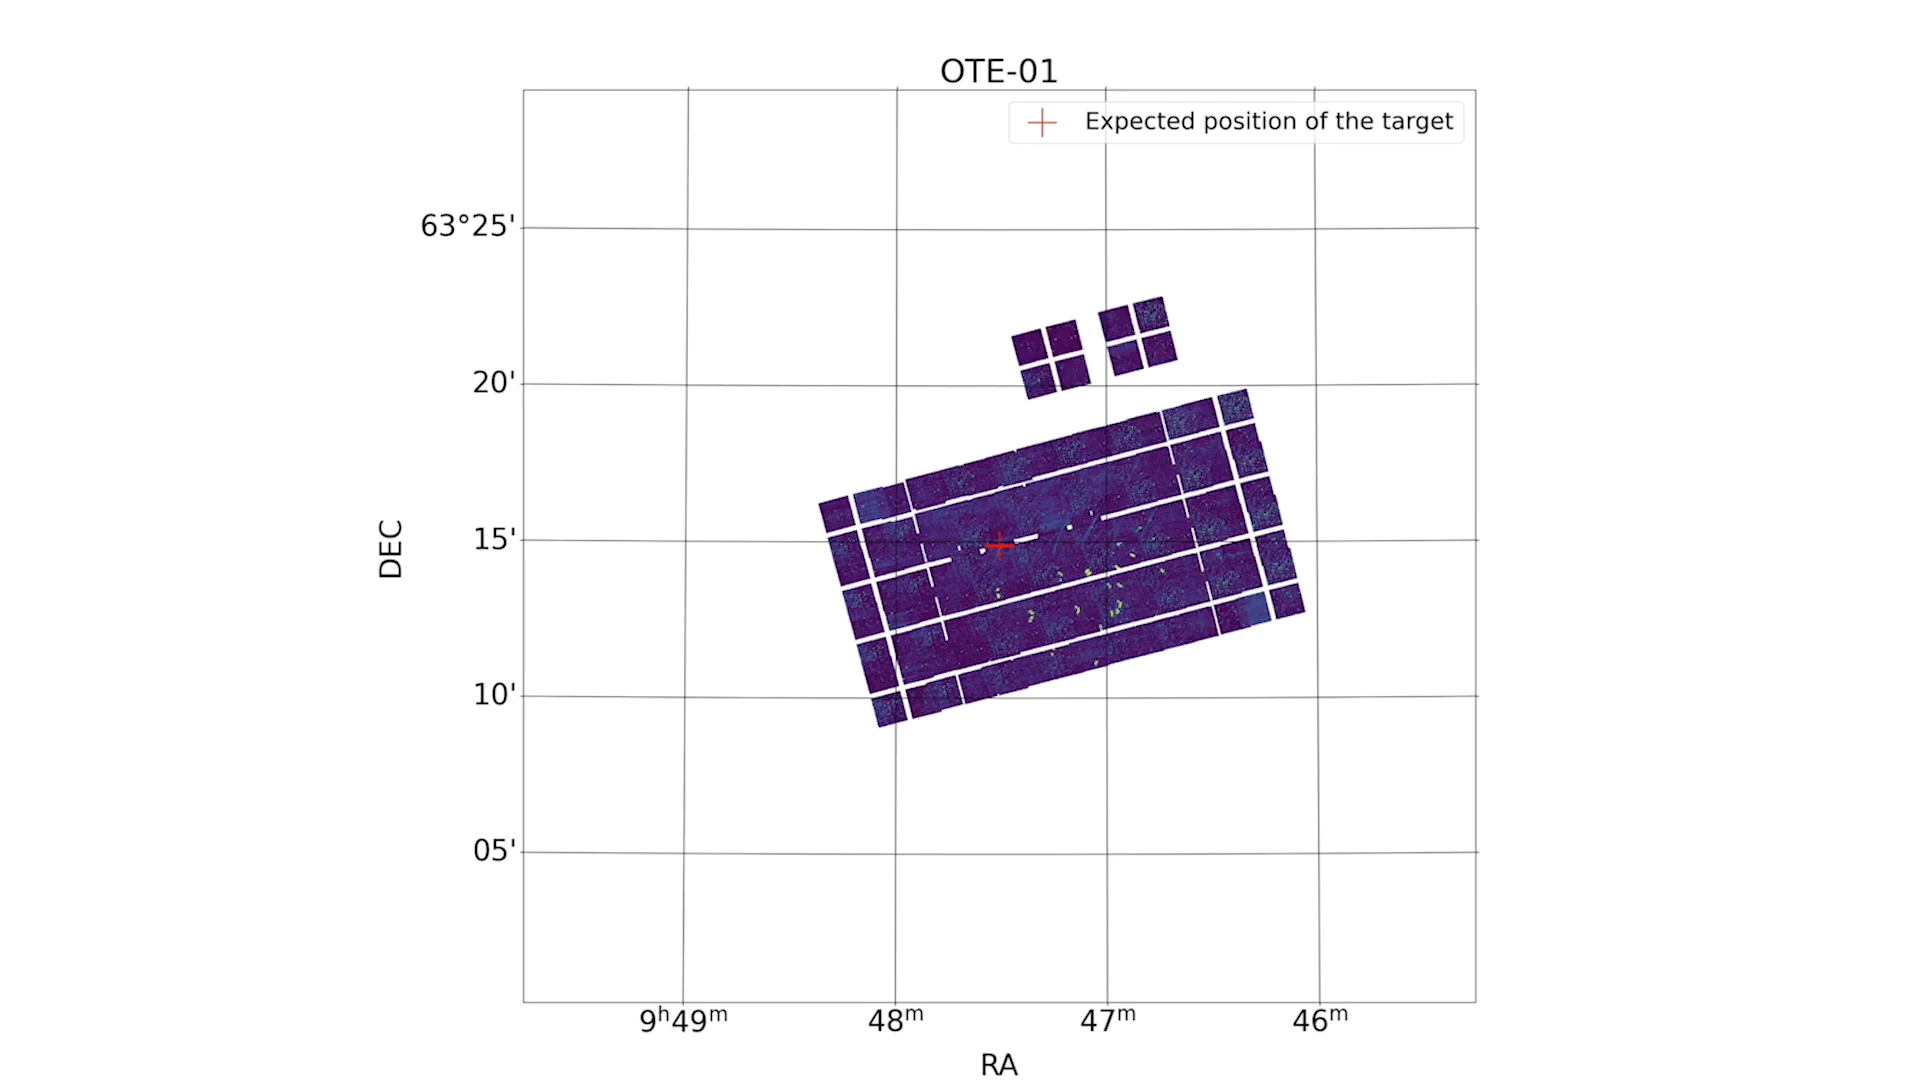 OTE-01
Expected position of the target
63°25'
20'
15'
10'
05'
DEC
9ʰ49ᵐ 48ᵐ 47ᵐ 46ᵐ
RA